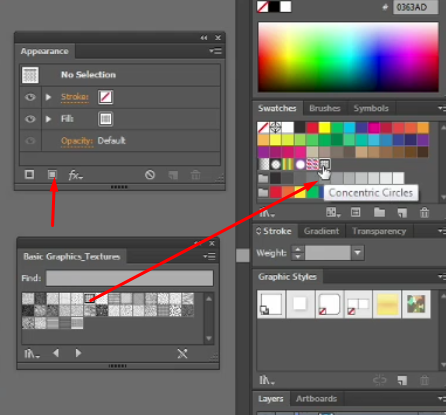 # 0363AD
Appearance
No Selection
Stroke:
Fill:
Opacity: Default
fx
Swatches Brushes Symbols
Concentric Circles
Stroke Gradient Transparency
Weight:
Basic Graphics_Textures
Find:
Graphic Styles
Layers Artboards